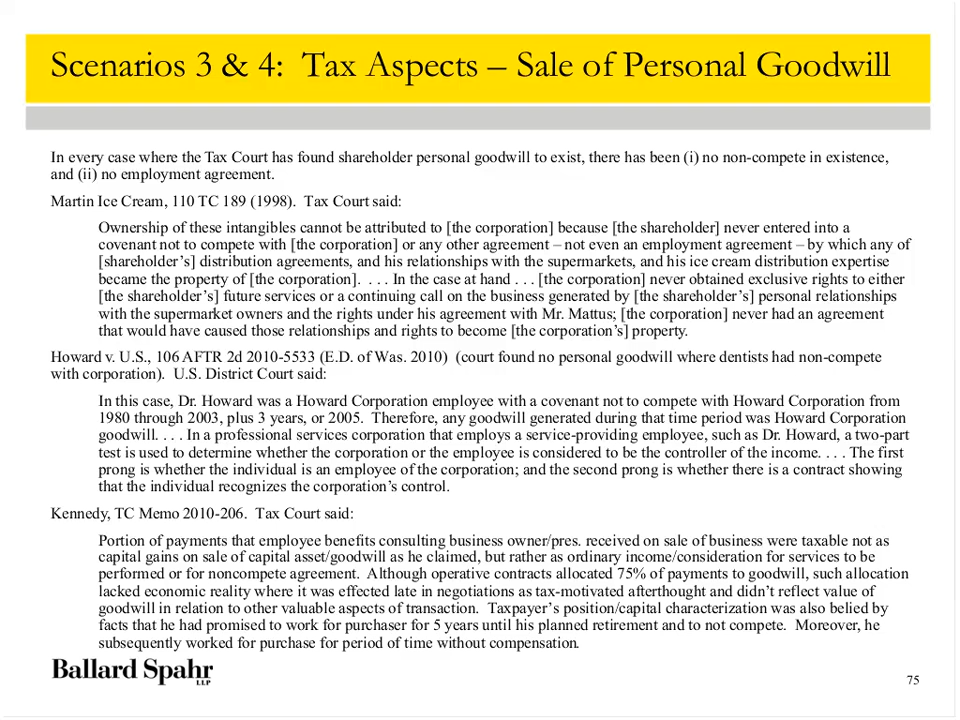 Scenarios 3 & 4: Tax Aspects – Sale of Personal Goodwill
In every case where the Tax Court has found shareholder personal goodwill to exist, there has been (i) no non-compete in existence,
and (ii) no employment agreement.
Martin Ice Cream, 110 TC 189 (1998). Tax Court said:
Ownership of these intangibles cannot be attributed to [the corporation] because [the shareholder] never entered into a
covenant not to compete with [the corporation] or any other agreement – not even an employment agreement – by which any of
[shareholder's] distribution agreements, and his relationships with the supermarkets, and his ice cream distribution expertise
became the property of [the corporation]. . . . In the case at hand . . . [the corporation] never obtained exclusive rights to either
[the shareholder's] future services or a continuing call on the business generated by [the shareholder's] personal relationships
with the supermarket owners and the rights under his agreement with Mr. Mattus; [the corporation] never had an agreement
that would have caused those relationships and rights to become [the corporation's] property.
Howard v. U.S., 106 AFTR 2d 2010-5533 (E.D. of Was. 2010) (court found no personal goodwill where dentists had non-compete
with corporation). U.S. District Court said:
In this case, Dr. Howard was a Howard Corporation employee with a covenant not to compete with Howard Corporation from
1980 through 2003, plus 3 years, or 2005. Therefore, any goodwill generated during that time period was Howard Corporation
goodwill. . . . In a professional services corporation that employs a service-providing employee, such as Dr. Howard, a two-part
test is used to determine whether the corporation or the employee is considered to be the controller of the income. . . . The first
prong is whether the individual is an employee of the corporation; and the second prong is whether there is a contract showing
that the individual recognizes the corporation's control.
Kennedy, TC Memo 2010-206. Tax Court said:
Portion of payments that employee benefits consulting business owner/pres. received on sale of business were taxable not as
capital gains on sale of capital asset/goodwill as he claimed, but rather as ordinary income/consideration for services to be
performed or for noncompete agreement. Although operative contracts allocated 75% of payments to goodwill, such allocation
lacked economic reality where it was effected late in negotiations as tax-motivated afterthought and didn't reflect value of
goodwill in relation to other valuable aspects of transaction. Taxpayer's position/capital characterization was also belied by
facts that he had promised to work for purchaser for 5 years until his planned retirement and to not compete. Moreover, he
subsequently worked for purchase for period of time without compensation.
Ballard Spahr
LLP
75